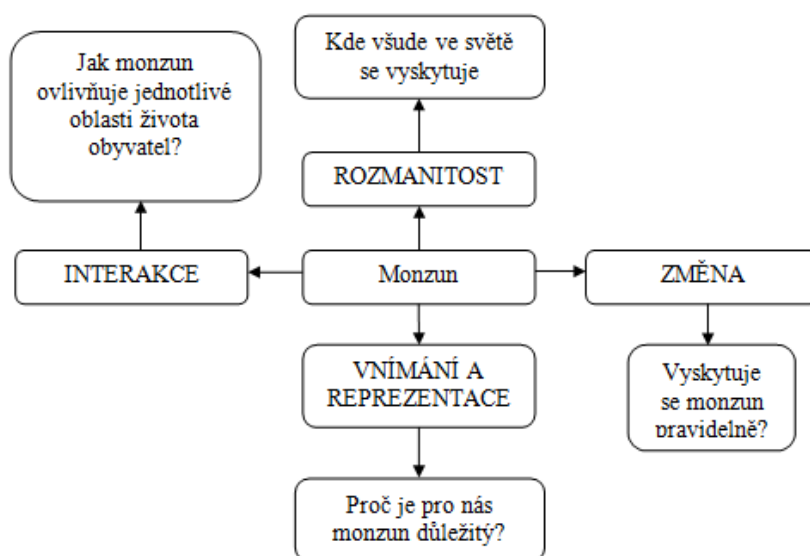 Kde všude ve světě
se vyskytuje
Jak monzun
ovlivňuje jednotlivé
oblasti života
obyvatel?
ROZMANITOST
INTERAKCE
Monzun
ZMĚNA
VNÍMÁNÍ A
REPREZENTACE
Vyskytuje
se monzun
pravidelně?
Proč je pro nás
monzun důležitý?